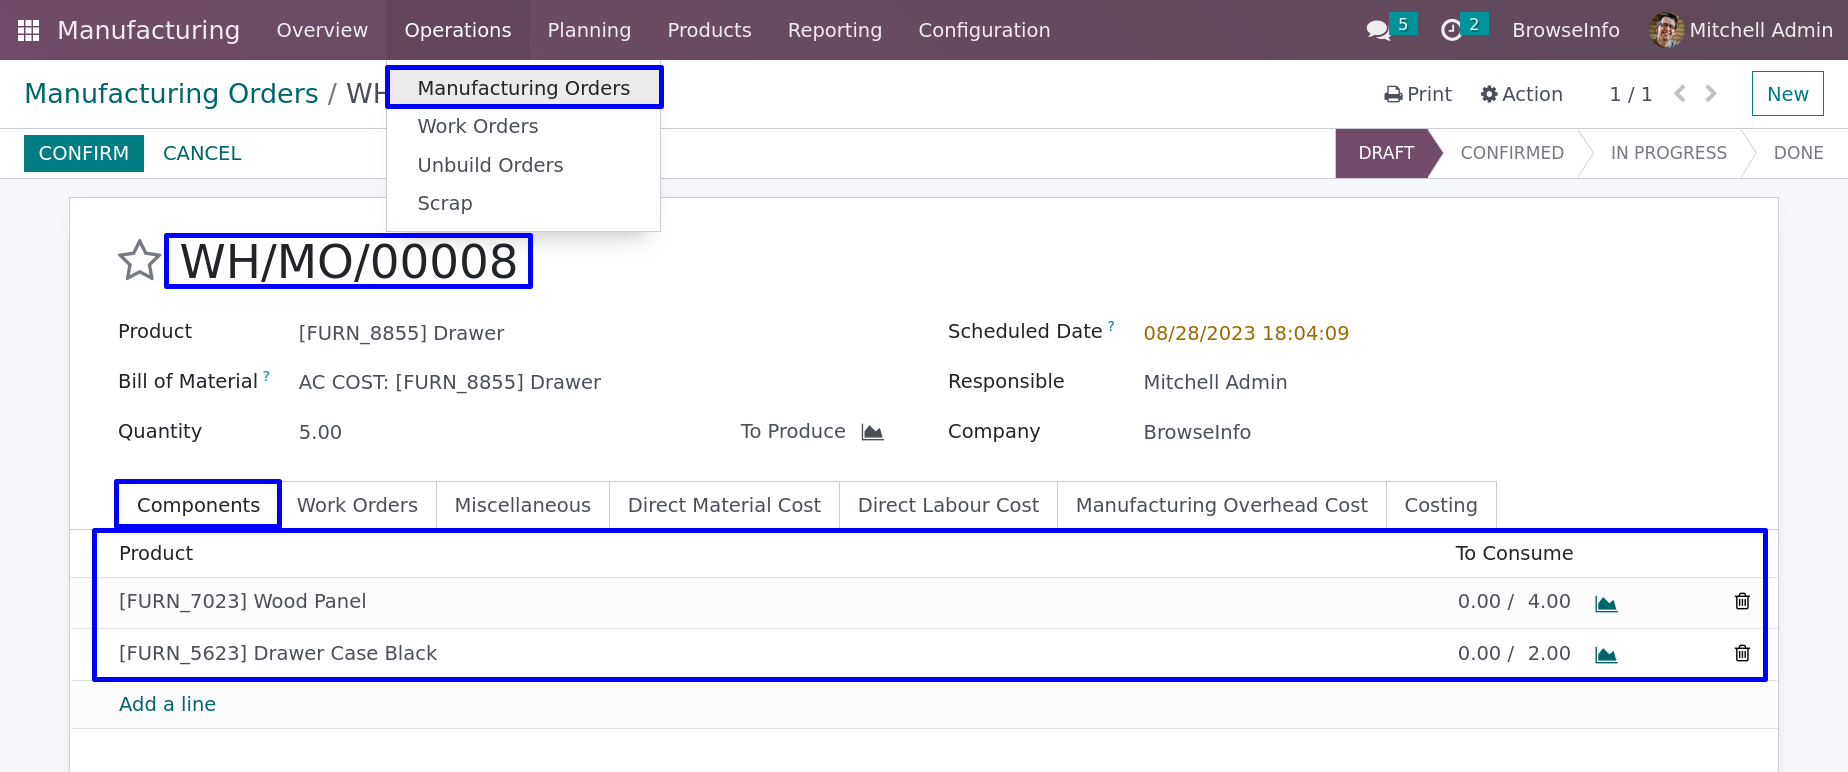 Manufacturing Overview Operations Planning Products Reporting Configuration 5 2 BrowseInfo Mitchell Admin
Manufacturing Orders / WH
Print Action 1 / 1 New
Manufacturing Orders
Work Orders
Unbuild Orders
Scrap
CONFIRM CANCEL
DRAFT CONFIRMED IN PROGRESS DONE
WH/MO/00008
Product [FURN_8855] Drawer
Scheduled Date ? 08/28/2023 18:04:09
Bill of Material ? AC COST: [FURN_8855] Drawer
Responsible Mitchell Admin
Quantity 5.00 To Produce
Company BrowseInfo
Components Work Orders Miscellaneous Direct Material Cost Direct Labour Cost Manufacturing Overhead Cost Costing
Product To Consume
[FURN_7023] Wood Panel 0.00 / 4.00
[FURN_5623] Drawer Case Black 0.00 / 2.00
Add a line